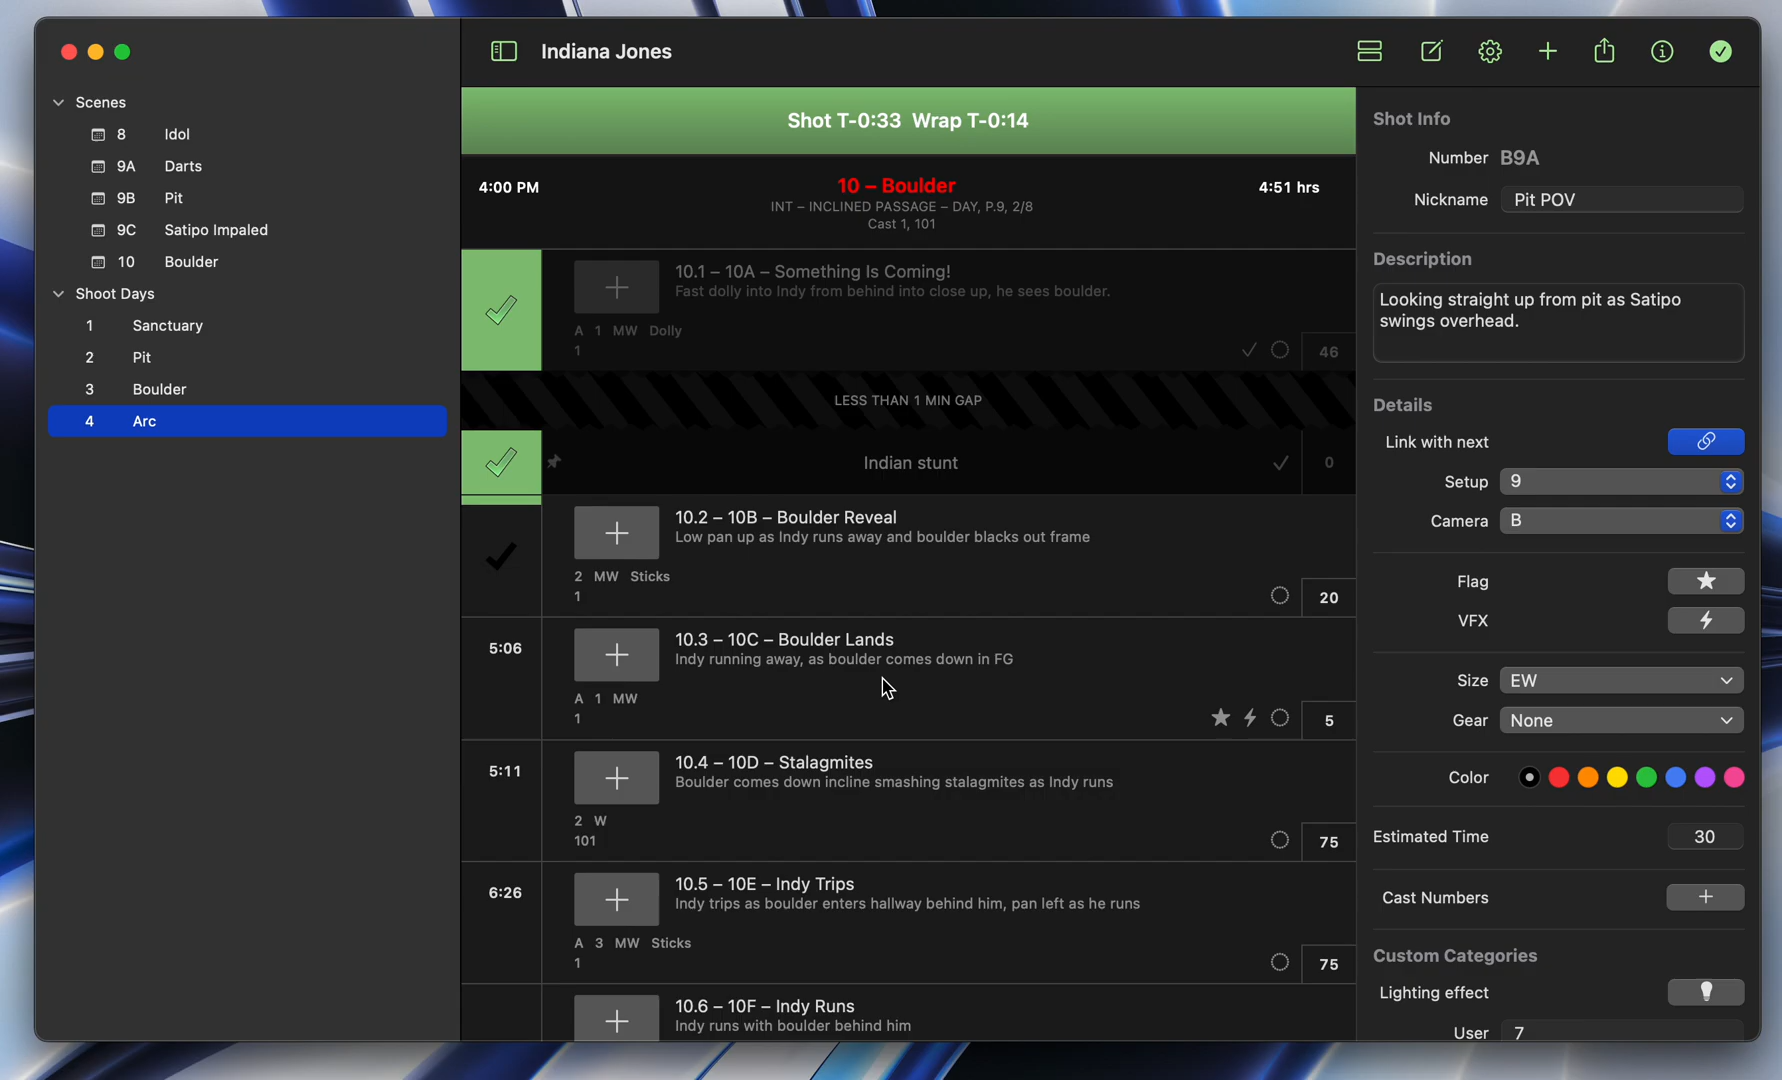 Indiana Jones
Scenes
8 Idol
9A Darts
9B Pit
9C Satipo Impaled
10 Boulder
Shoot Days
1 Sanctuary
2 Pit
3 Boulder
4 Arc
Shot T-0:33 Wrap T-0:14
4:00 PM
10 – Boulder
4:51 hrs
INT – INCLINED PASSAGE – DAY, P.9, 2/8
Cast 1, 101
10.1 – 10A – Something Is Coming!
Fast dolly into Indy from behind into close up, he sees boulder.
A 1 MW Dolly
1
46
LESS THAN 1 MIN GAP
Indian stunt
0
10.2 – 10B – Boulder Reveal
Low pan up as Indy runs away and boulder blacks out frame
2 MW Sticks
1
20
5:06
10.3 – 10C – Boulder Lands
Indy running away, as boulder comes down in FG
A 1 MW
1
5
5:11
10.4 – 10D – Stalagmites
Boulder comes down incline smashing stalagmites as Indy runs
2 W
101
75
6:26
10.5 – 10E – Indy Trips
Indy trips as boulder enters hallway behind him, pan left as he runs
A 3 MW Sticks
1
75
10.6 – 10F – Indy Runs
Indy runs with boulder behind him
Shot Info
Number B9A
Nickname Pit POV
Description
Looking straight up from pit as Satipo
swings overhead.
Details
Link with next
Setup 9
Camera B
Flag
VFX
Size EW
Gear None
Color
Estimated Time 30
Cast Numbers
Custom Categories
Lighting effect
User 7